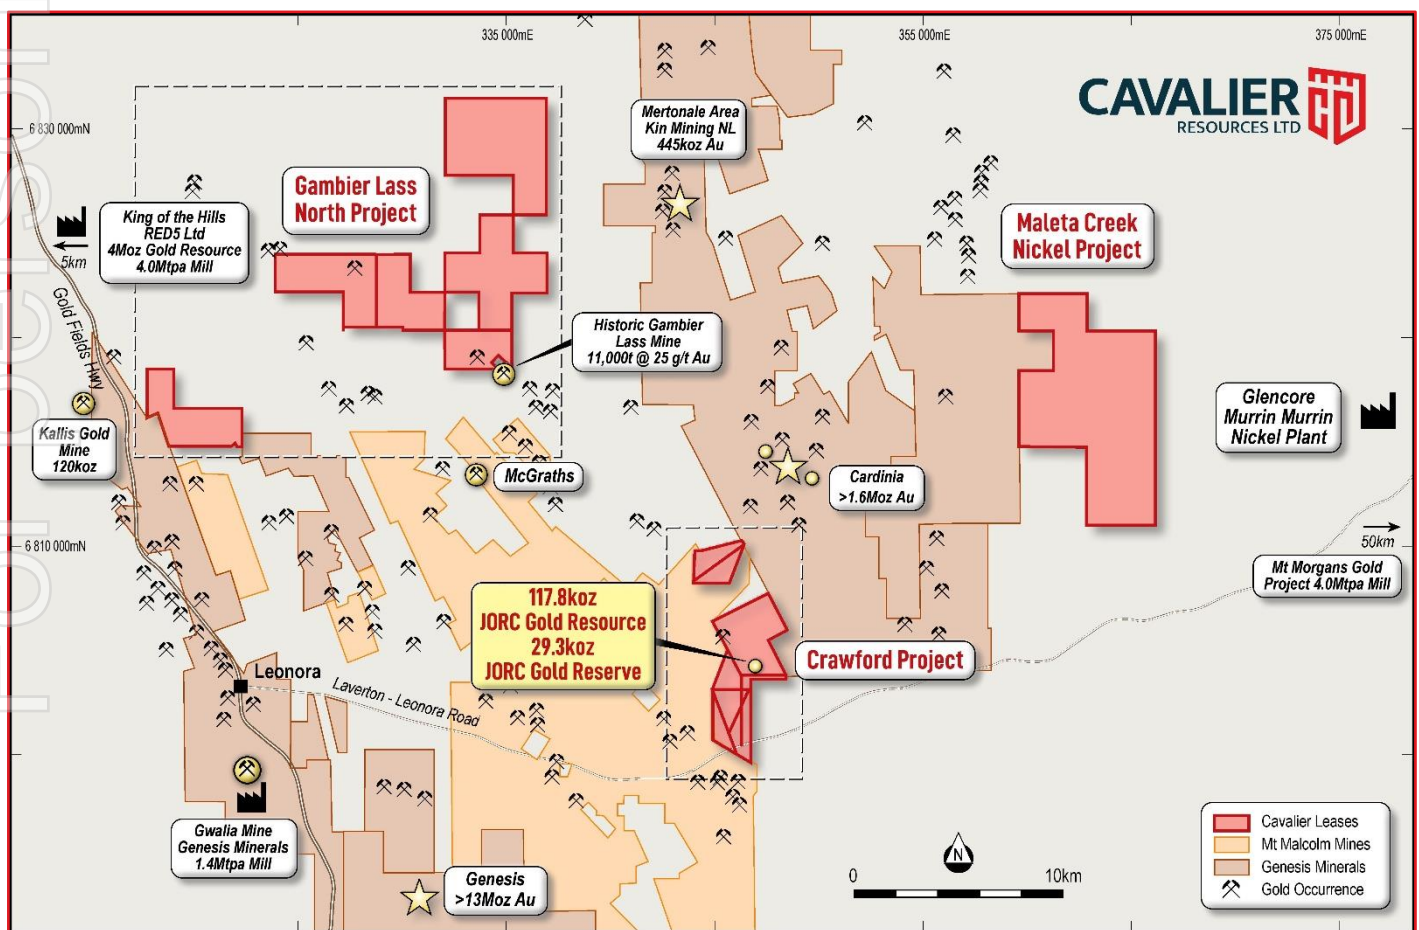 335 000mE
355 000mE
375 000mE
6 830 000mN
6 810 000mN
CAVALIER
RESOURCES LTD
Mertonale Area
Kin Mining NL
445koz Au
Gambier Lass
North Project
King of the Hills
RED5 Ltd
4Moz Gold Resource
4.0Mtpa Mill
5km
Gold Fields Hwy
Maleta Creek
Nickel Project
Historic Gambier
Lass Mine
11,000t @ 25 g/t Au
Kallis Gold
Mine
120koz
Glencore
Murrin Murrin
Nickel Plant
McGraths
Cardinia
>1.6Moz Au
50km
Mt Morgans Gold
Project 4.0Mtpa Mill
117.8koz
JORC Gold Resource
29.3koz
JORC Gold Reserve
Crawford Project
Leonora
Laverton - Leonora Road
Gwalia Mine
Genesis Minerals
1.4Mtpa Mill
Genesis
>13Moz Au
N
0
10km
Cavalier Leases
Mt Malcolm Mines
Genesis Minerals
Gold Occurrence